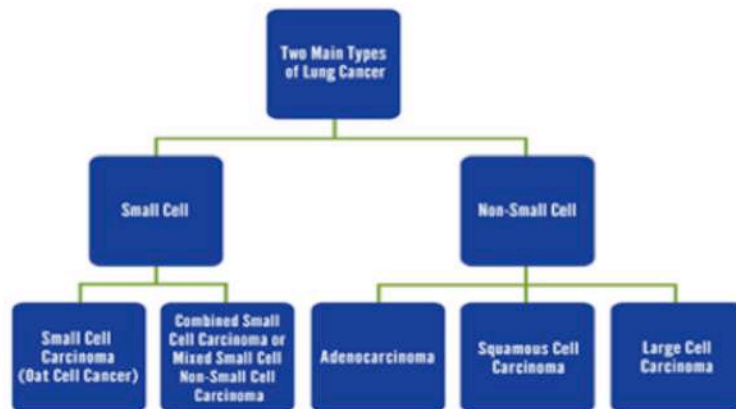 Two Main Types
of Lung Cancer
Small Cell
Non-Small Cell
Small Cell
Carcinoma
(Oat Cell Cancer)
Combined Small
Cell Carcinoma or
Mixed Small Cell
Non-Small Cell
Carcinoma
Adenocarcinoma
Squamous Cell
Carcinoma
Large Cell
Carcinoma